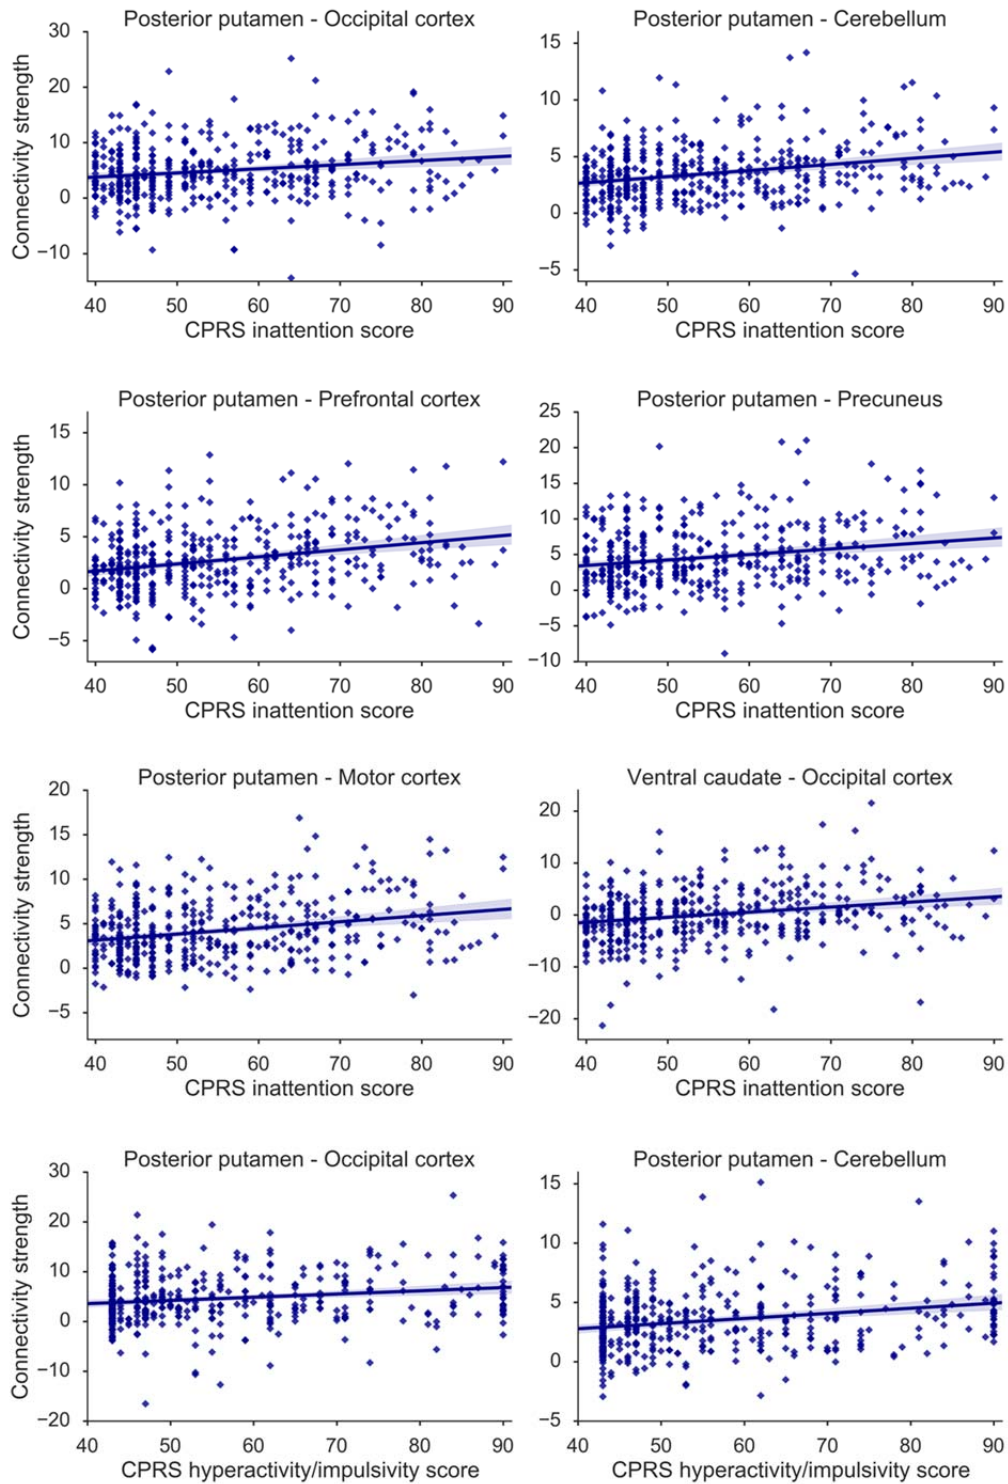 Posterior putamen - Occipital cortex
Connectivity strength
30
20
10
0
−10
40 50 60 70 80 90
CPRS inattention score
Posterior putamen - Cerebellum
15
10
5
0
−5
40 50 60 70 80 90
CPRS inattention score
Posterior putamen - Prefrontal cortex
Connectivity strength
15
10
5
0
−5
40 50 60 70 80 90
CPRS inattention score
Posterior putamen - Precuneus
25
20
15
10
5
0
−5
−10
40 50 60 70 80 90
CPRS inattention score
Posterior putamen - Motor cortex
Connectivity strength
20
15
10
5
0
−5
40 50 60 70 80 90
CPRS inattention score
Ventral caudate - Occipital cortex
20
10
0
−10
−20
40 50 60 70 80 90
CPRS inattention score
Posterior putamen - Occipital cortex
Connectivity strength
30
20
10
0
−10
−20
40 50 60 70 80 90
CPRS hyperactivity/impulsivity score
Posterior putamen - Cerebellum
15
10
5
0
−5
40 50 60 70 80 90
CPRS hyperactivity/impulsivity score